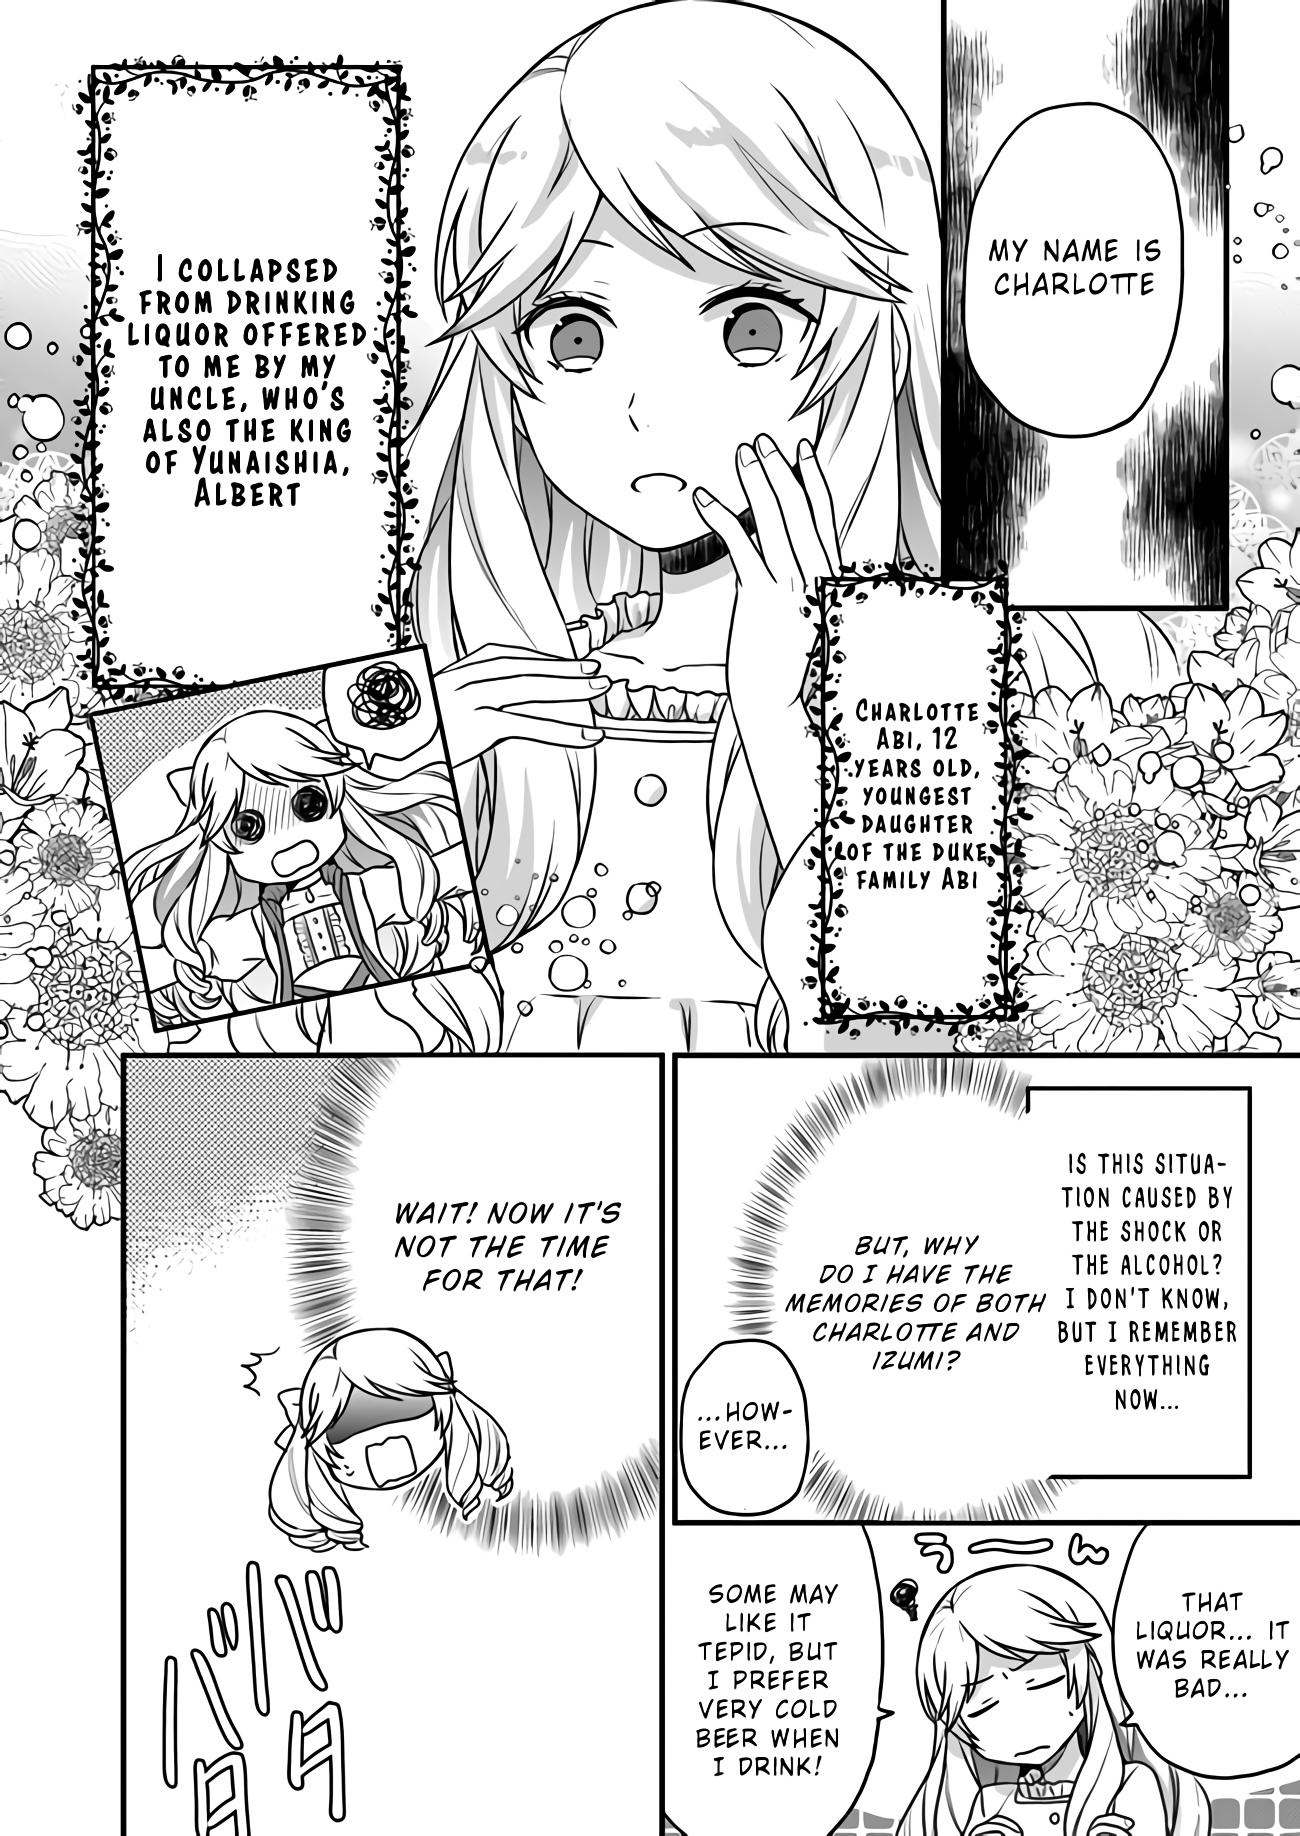 MY NAME IS
CHARLOTTE
CHARLOTTE
ABI, 12
YEARS OLD,
YOUNGEST
DAUGHTER
OF THE DUKE
FAMILY ABI
I COLLAPSED
FROM DRINKING
LIQUOR OFFERED
TO ME BY MY
UNCLE, WHO'S
ALSO THE KING
OF YUNAISHIA,
ALBERT
IS THIS SITUA-
TION CAUSED BY
THE SHOCK OR
THE ALCOHOL?
I DON'T KNOW,
BUT I REMEMBER
EVERYTHING
NOW...
BUT, WHY
DO I HAVE THE
MEMORIES OF BOTH
CHARLOTTE AND
IZUMI?
...HOW-
EVER...
THAT
LIQUOR... IT
WAS REALLY
BAD...
うーん
SOME MAY
LIKE IT
TEPID, BUT
I PREFER
VERY COLD
BEER WHEN
I DRINK!
WAIT! NOW IT'S
NOT THE TIME
FOR THAT!
バタ
バタ